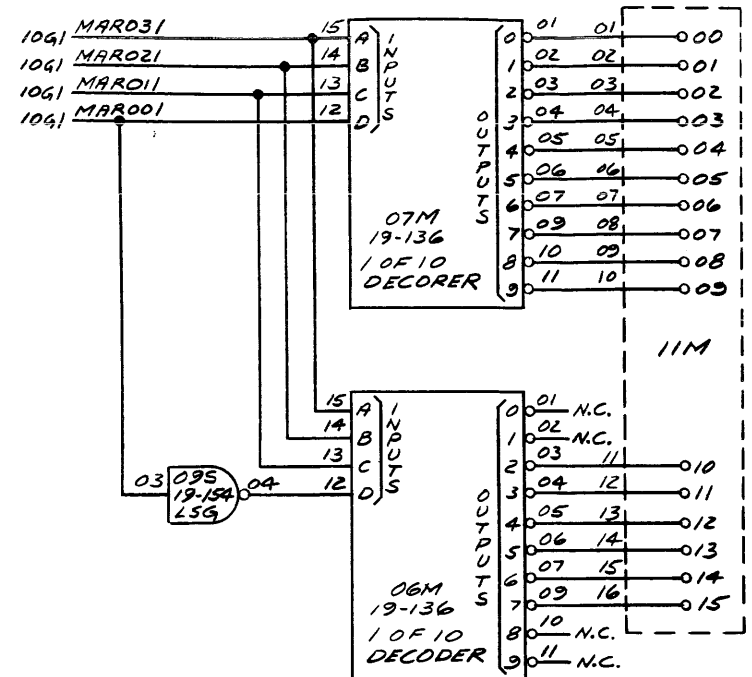 10G1 MAR031 15 A 0 01 01 00
10G1 MAR021 14 B 1 02 02 01
10G1 MAR011 13 C 2 03 03 02
10G1 MAR001 12 D 3 04 04 03
INPUTS
OUTPUTS
4 05 05 04
5 06 06 05
6 07 07 06
7 09 08 07
8 10 09 08
9 11 10 09
07M
19-136
1 OF 10
DECORER
11M
15 A 0 01 N.C.
14 B 1 02 N.C.
13 C 2 03 11 10
12 D 3 04 12 11
INPUTS
OUTPUTS
4 05 13 12
5 06 14 13
6 07 15 14
7 09 16 15
8 10 N.C.
9 11 N.C.
03 09S 04
19-154
LSG
06M
19-136
1 OF 10
DECODER